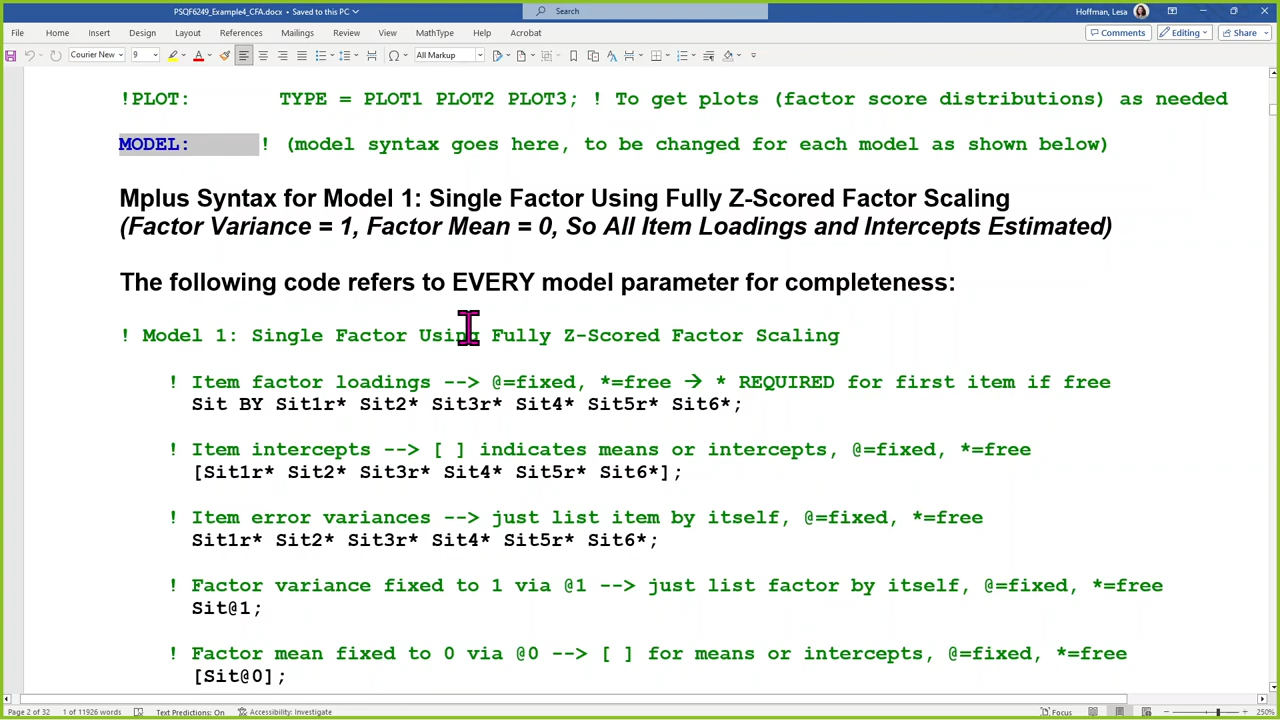 PSQF6249_Example4_CFA.docx • Saved to this PC
Search
Hoffman, Lesa
File Home Insert Draw Design Layout References Mailings Review View MathType Help Acrobat
Comments Editing Share
Courier New 9 All Markup
!PLOT: TYPE = PLOT1 PLOT2 PLOT3; ! To get plots (factor score distributions) as needed
MODEL: ! (model syntax goes here, to be changed for each model as shown below)
Mplus Syntax for Model 1: Single Factor Using Fully Z-Scored Factor Scaling
(Factor Variance = 1, Factor Mean = 0, So All Item Loadings and Intercepts Estimated)
The following code refers to EVERY model parameter for completeness:
! Model 1: Single Factor Using Fully Z-Scored Factor Scaling
! Item factor loadings --> @=fixed, *=free → * REQUIRED for first item if free
Sit BY Sit1r* Sit2* Sit3r* Sit4* Sit5r* Sit6*;
! Item intercepts --> [ ] indicates means or intercepts, @=fixed, *=free
[Sit1r* Sit2* Sit3r* Sit4* Sit5r* Sit6*];
! Item error variances --> just list item by itself, @=fixed, *=free
Sit1r* Sit2* Sit3r* Sit4* Sit5r* Sit6*;
! Factor variance fixed to 1 via @1 --> just list factor by itself, @=fixed, *=free
Sit@1;
! Factor mean fixed to 0 via @0 --> [ ] for means or intercepts, @=fixed, *=free
[Sit@0];
Page 2 of 32 1 of 11926 words Text Predictions: On Accessibility: Investigate Focus 250%